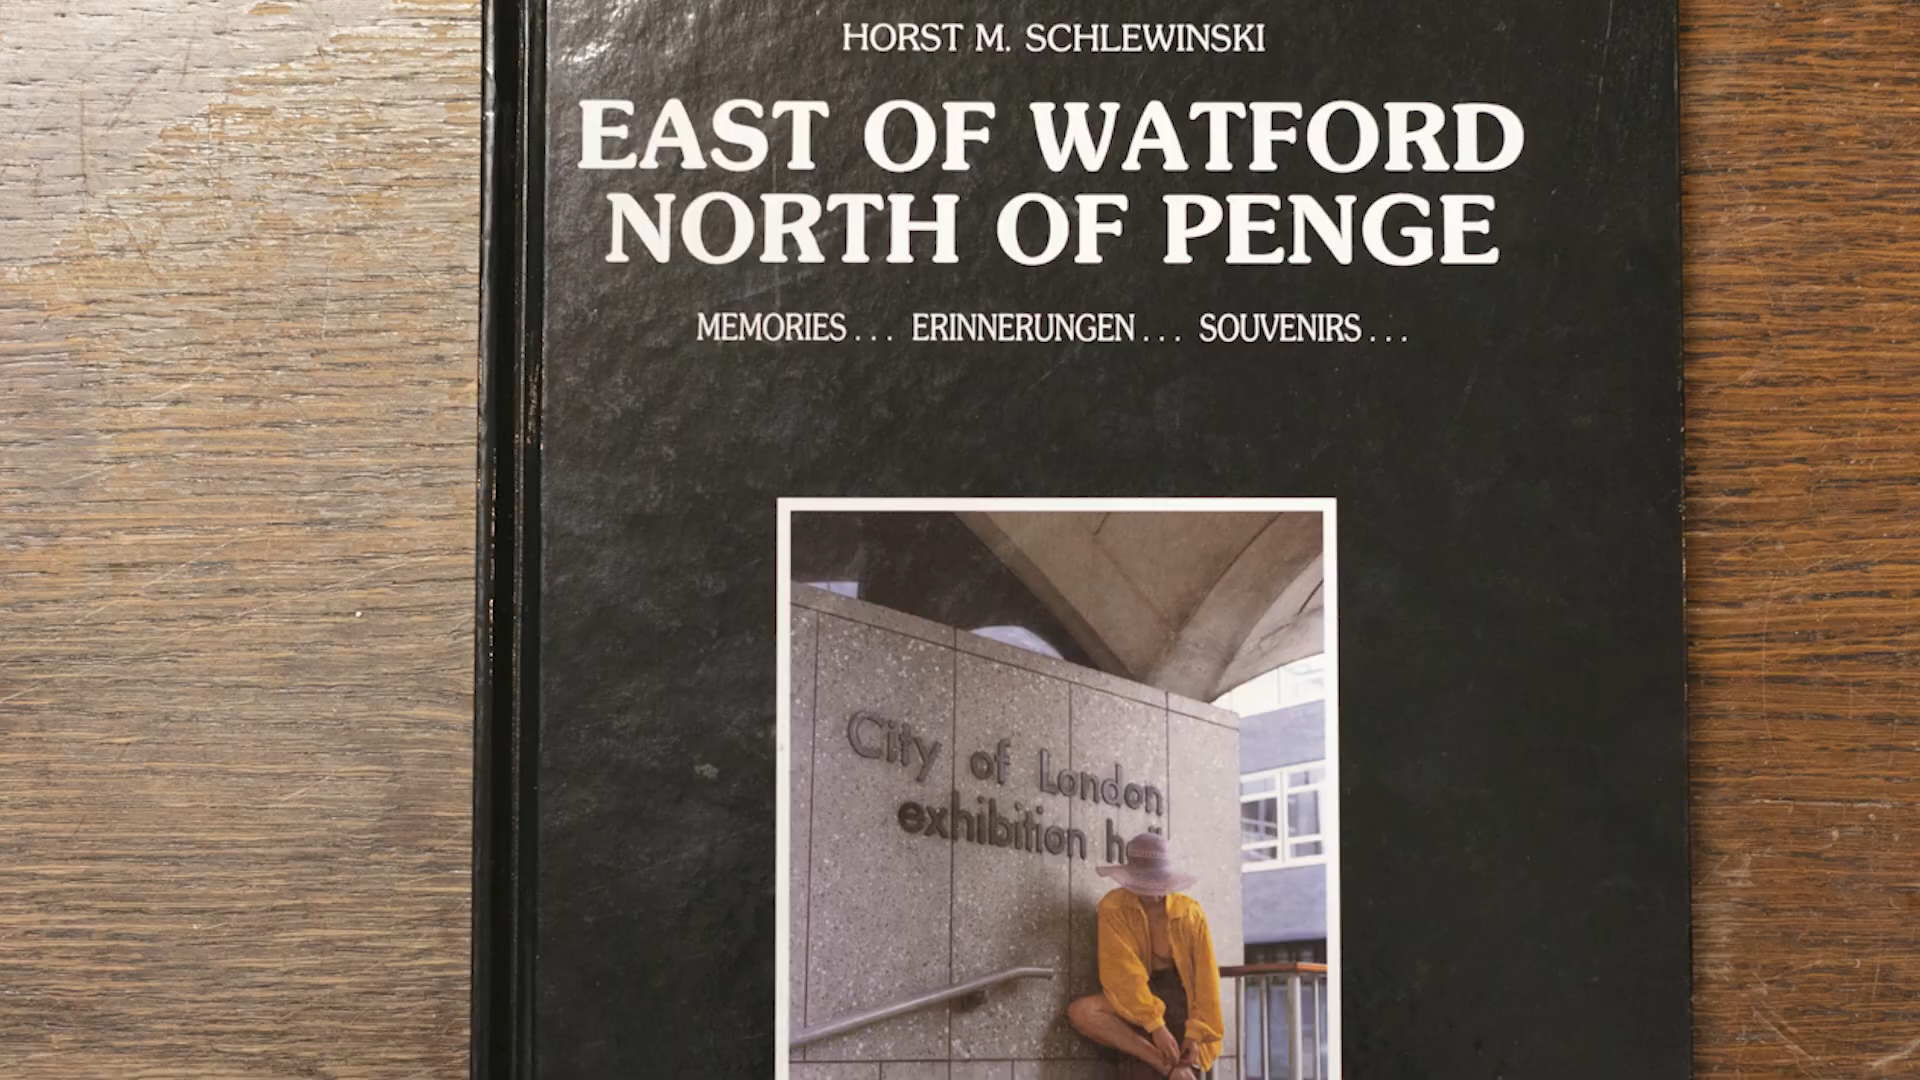 HORST M. SCHLEWINSKI
EAST OF WATFORD
NORTH OF PENGE
MEMORIES... ERINNERUNGEN... SOUVENIRS...
City of London
exhibition